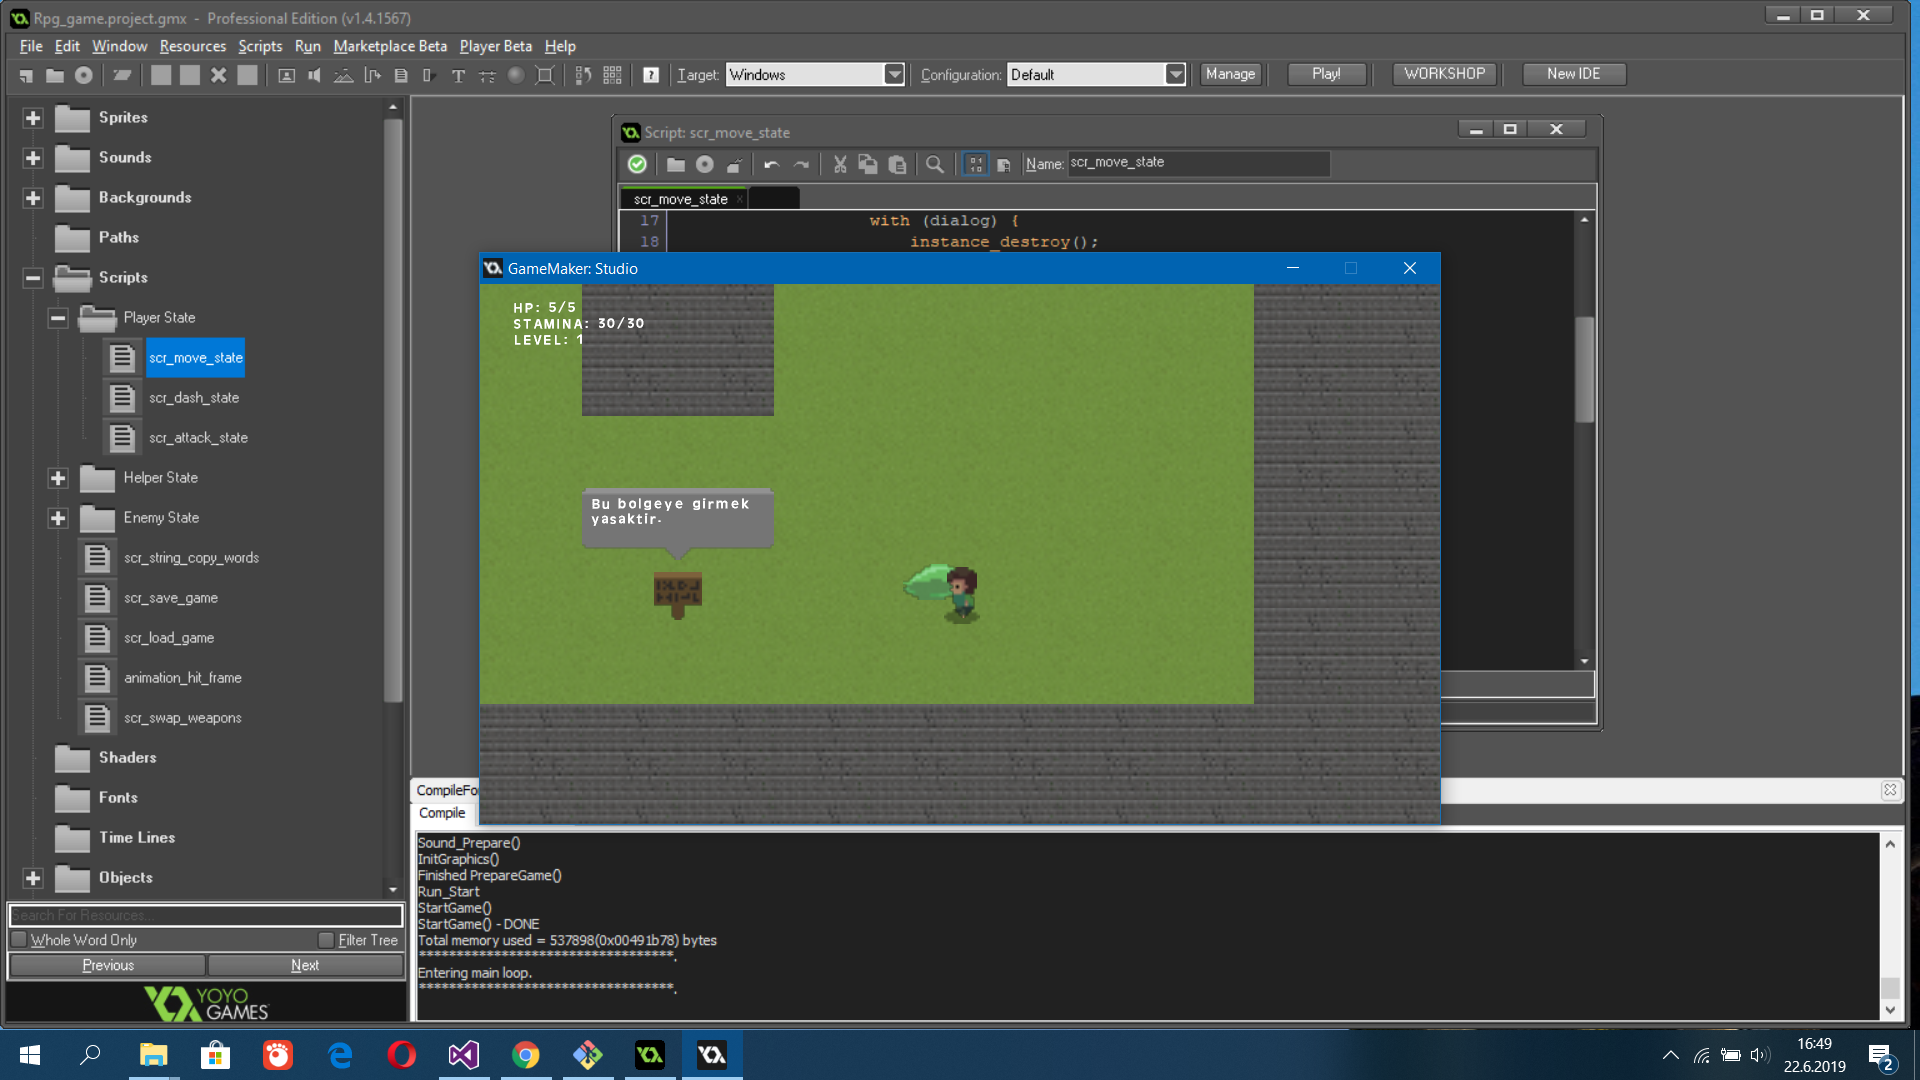 Rpg_game.project.gmx - Professional Edition (v1.4.1567)
File Edit Window Resources Scripts Run Marketplace Beta Player Beta Help
Target: Windows Configuration: Default Manage Play! WORKSHOP New IDE
Sprites
Sounds
Backgrounds
Paths
Scripts
Player State
scr_move_state
scr_dash_state
scr_attack_state
Helper State
Enemy State
scr_string_copy_words
scr_save_game
scr_load_game
animation_hit_frame
scr_swap_weapons
Shaders
Fonts
Time Lines
Objects
Search For Resources...
Whole Word Only Filter Tree
Previous Next
YOYO
GAMES
Script: scr_move_state
Name: scr_move_state
scr_move_state
17 with (dialog) {
18 instance_destroy();
GameMaker: Studio
HP: 5/5
STAMINA: 30/30
LEVEL: 1
Bu bolgeye girmek
yasaktir.
CompileFo
Compile
Sound_Prepare()
InitGraphics()
Finished PrepareGame()
Run_Start
StartGame()
StartGame() - DONE
Total memory used = 537898(0x00491b78) bytes
**********************************.
Entering main loop.
**********************************.
16:49
22.6.2019
2